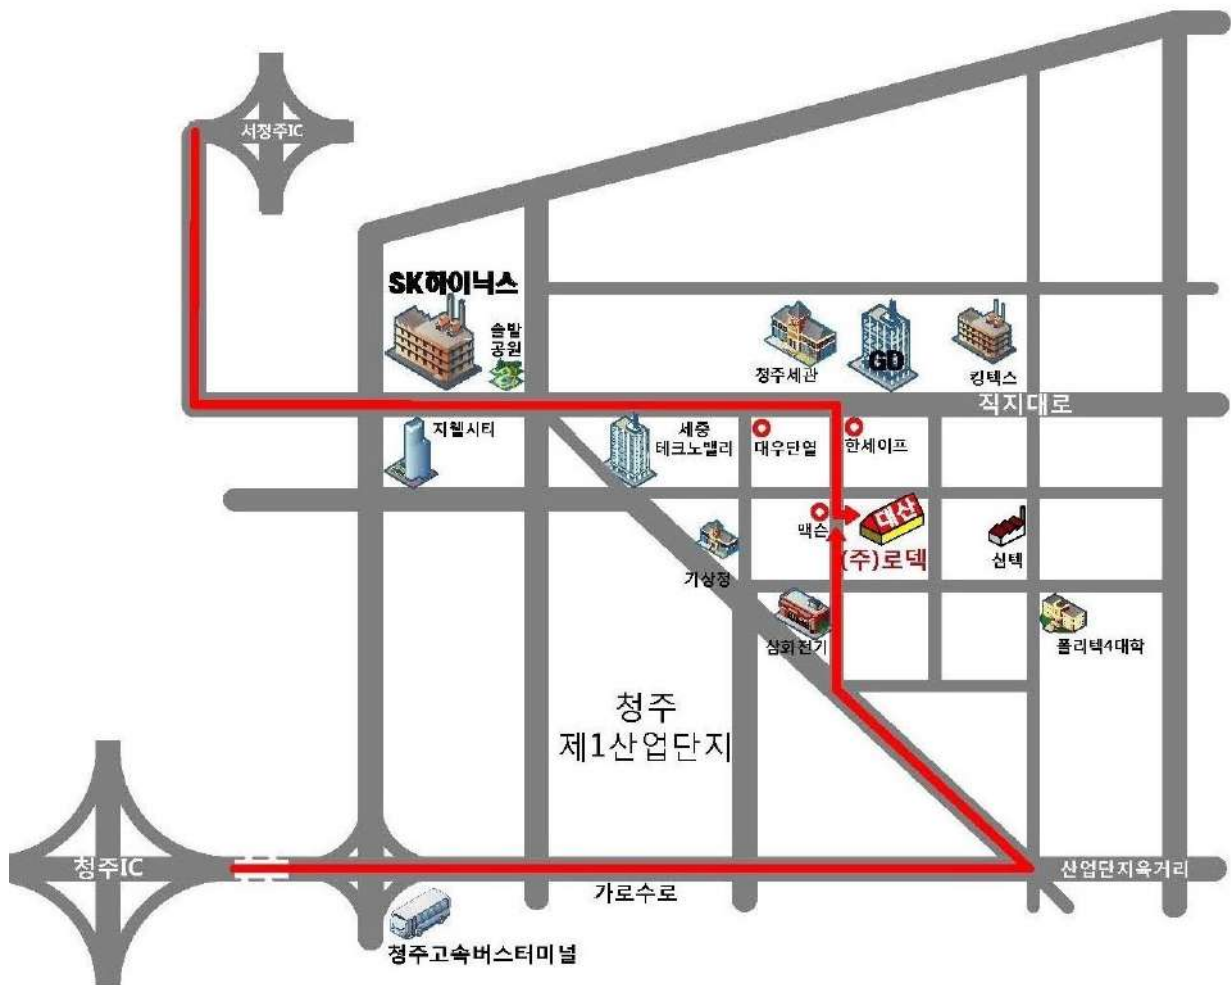 서청주IC
SK하이닉스
솔밭
공원
청주세관
GD
킹텍스
직지대로
지웰시티
세중
테크노밸리
대우단열
한세이프
맥슨
대산
(주)로덱
신텍
기상청
삼화전기
폴리텍4대학
청주
제1산업단지
청주IC
산업단지육거리
가로수로
청주고속버스터미널